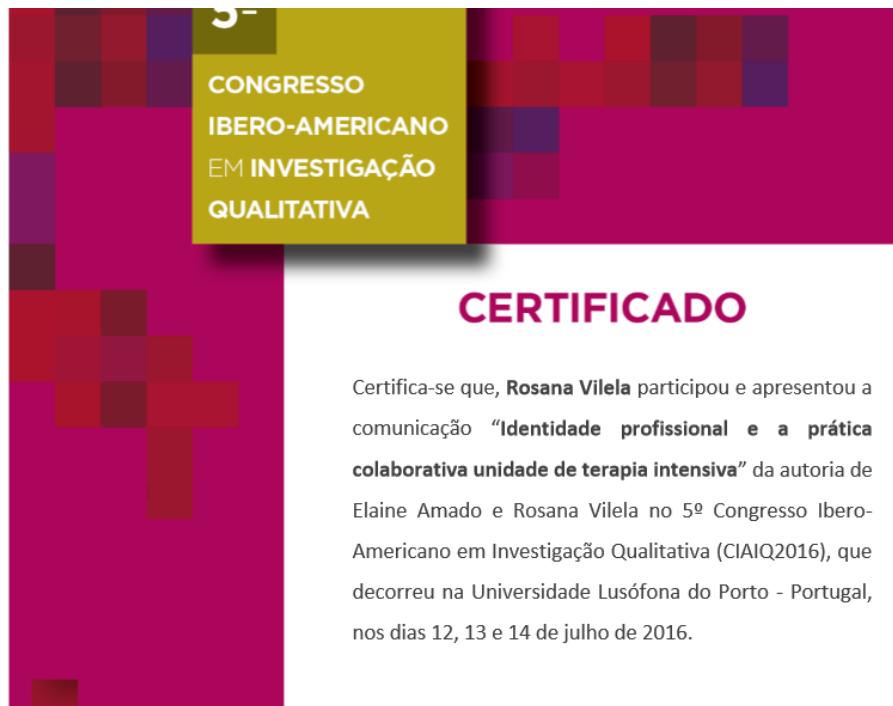 5º
CONGRESSO
IBERO-AMERICANO
EM INVESTIGAÇÃO
QUALITATIVA
CERTIFICADO
Certifica-se que, Rosana Vilela participou e apresentou a
comunicação “Identidade profissional e a prática
colaborativa unidade de terapia intensiva” da autoria de
Elaine Amado e Rosana Vilela no 5º Congresso Ibero-
Americano em Investigação Qualitativa (CIAIQ2016), que
decorreu na Universidade Lusófona do Porto - Portugal,
nos dias 12, 13 e 14 de julho de 2016.